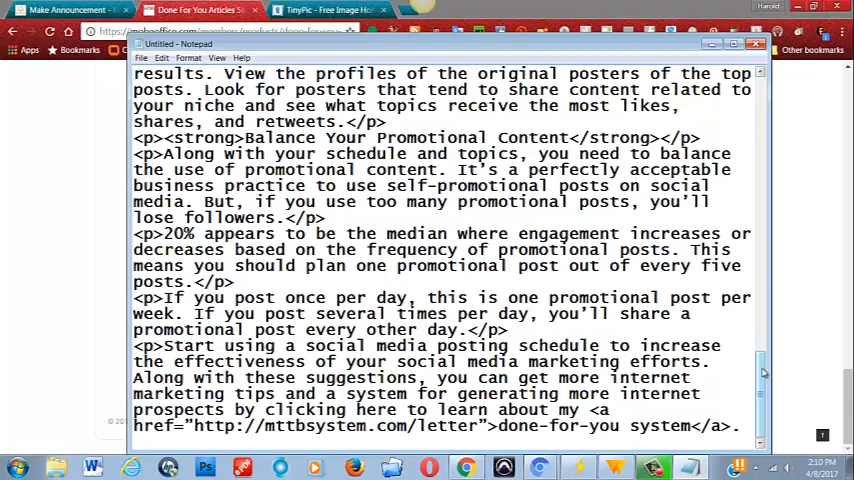 Make Announcement -
Done For You Articles S
TinyPic - Free Image Ho
Harold
Apps
Bookmarks
Other bookmarks
Untitled - Notepad
File Edit Format View Help
results. View the profiles of the original posters of the top
posts. Look for posters that tend to share content related to
your niche and see what topics receive the most likes,
shares, and retweets.</p>
<p><strong>Balance Your Promotional Content</strong></p>
<p>Along with your schedule and topics, you need to balance
the use of promotional content. It’s a perfectly acceptable
business practice to use self-promotional posts on social
media. But, if you use too many promotional posts, you’ll
lose followers.</p>
<p>20% appears to be the median where engagement increases or
decreases based on the frequency of promotional posts. This
means you should plan one promotional post out of every five
posts.</p>
<p>If you post once per day, this is one promotional post per
week. If you post several times per day, you’ll share a
promotional post every other day.</p>
<p>Start using a social media posting schedule to increase
the effectiveness of your social media marketing efforts.
Along with these suggestions, you can get more internet
marketing tips and a system for generating more internet
prospects by clicking here to learn about my <a
href=”http://mttbsystem.com/letter”>done-for-you system</a>.
2:10 PM
4/8/2017